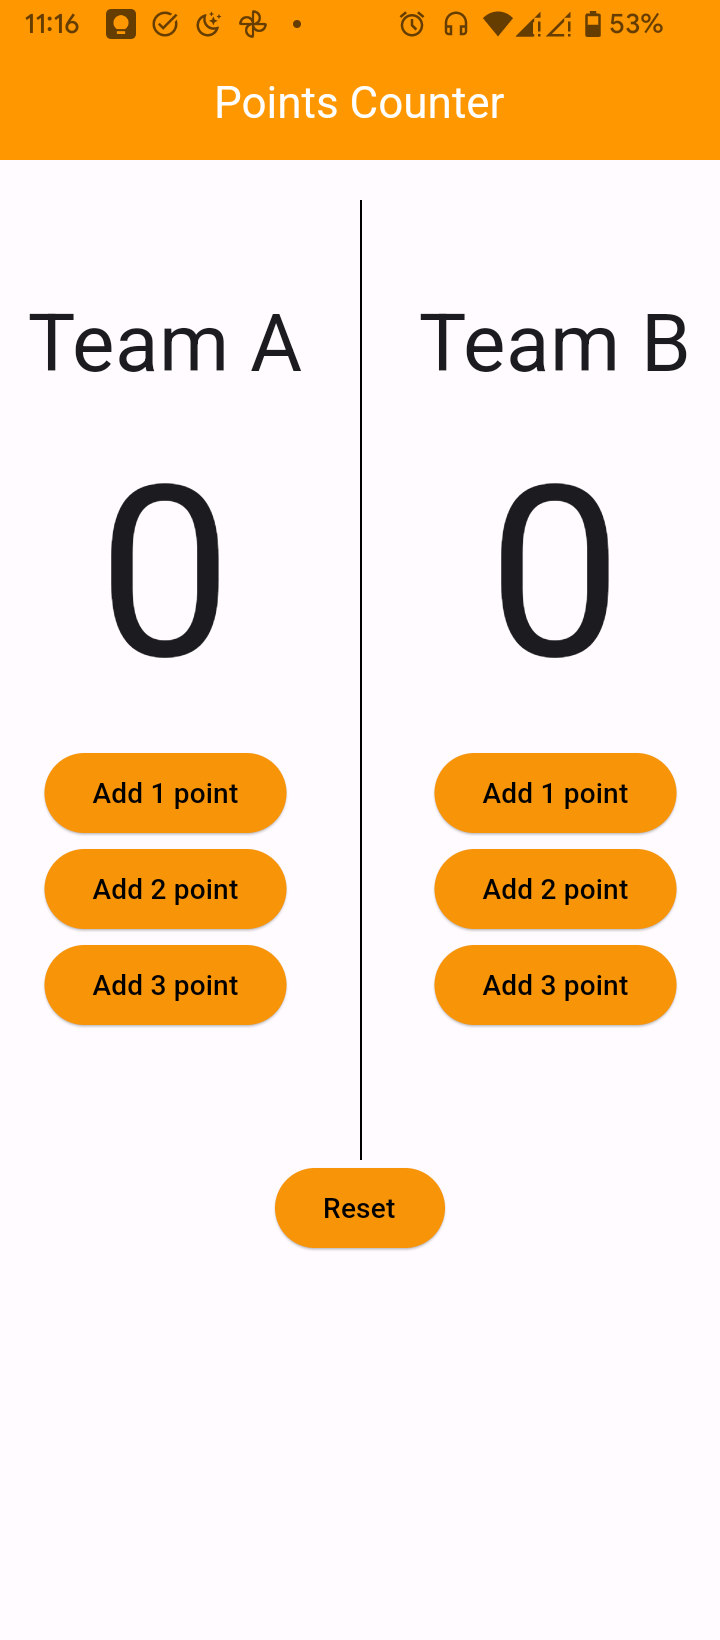 11:16 53%
Points Counter
Team A
0
Add 1 point
Add 2 point
Add 3 point
Team B
0
Add 1 point
Add 2 point
Add 3 point
Reset